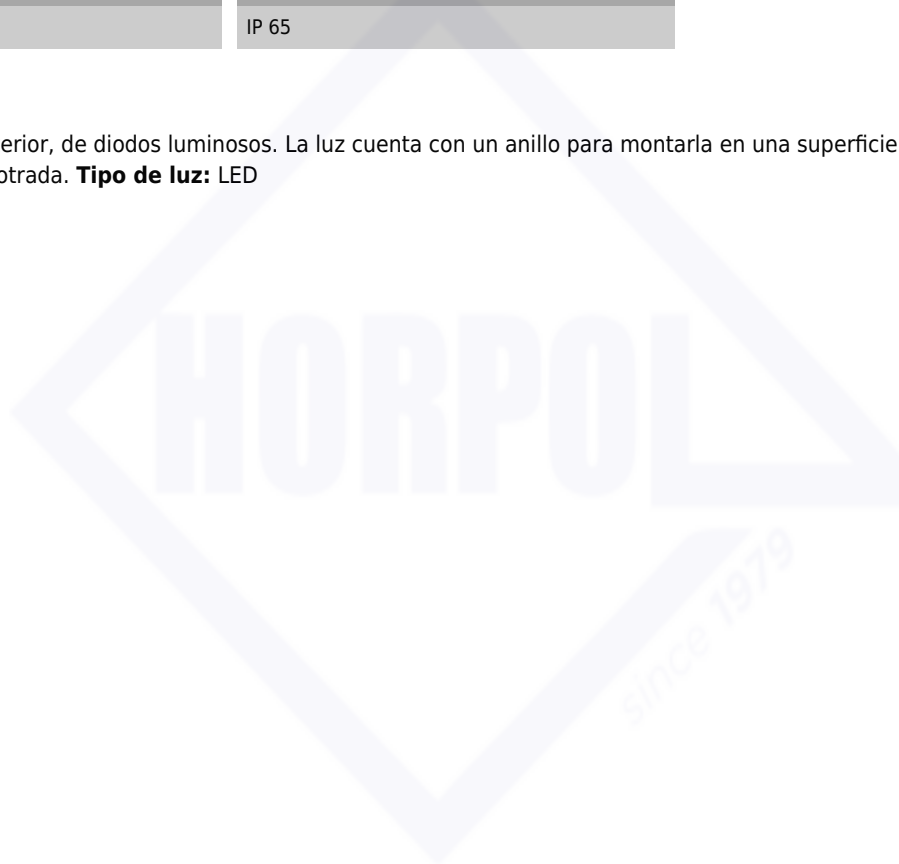 IP 65
erior, de diodos luminosos. La luz cuenta con un anillo para montarla en una superficie
otrada. Tipo de luz: LED
HORPOL
since 1979